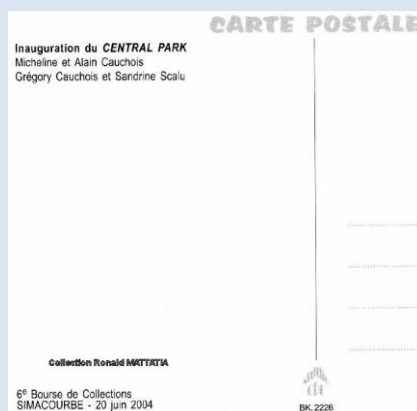 CARTE POSTALE
Inauguration du CENTRAL PARK
Micheline et Alain Cauchois
Grégory Cauchois et Sandrine Scalu
Collection Ronald MATTATIA
6e Bourse de Collections
SIMACOURBE - 20 juin 2004
BK. 2226